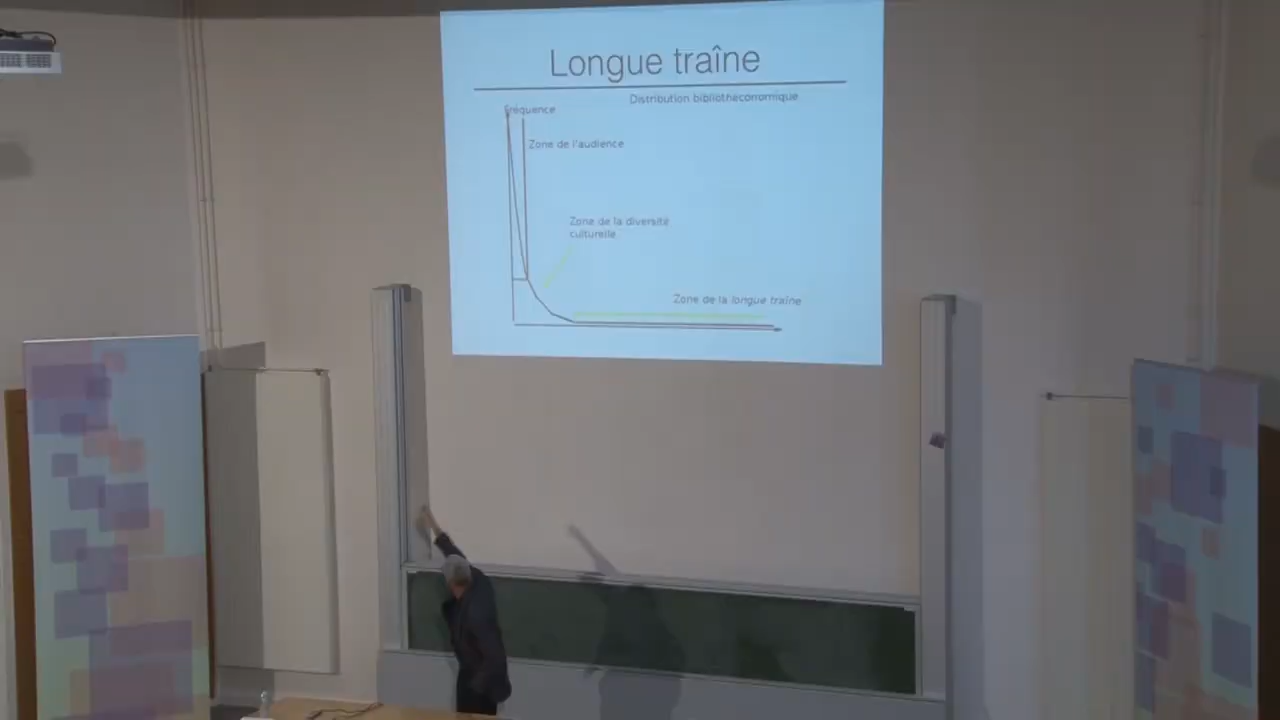 Longue traîne
Distribution bibliothéconomique
Fréquence
Zone de l'audience
Zone de la diversité
culturelle
Zone de la longue traîne